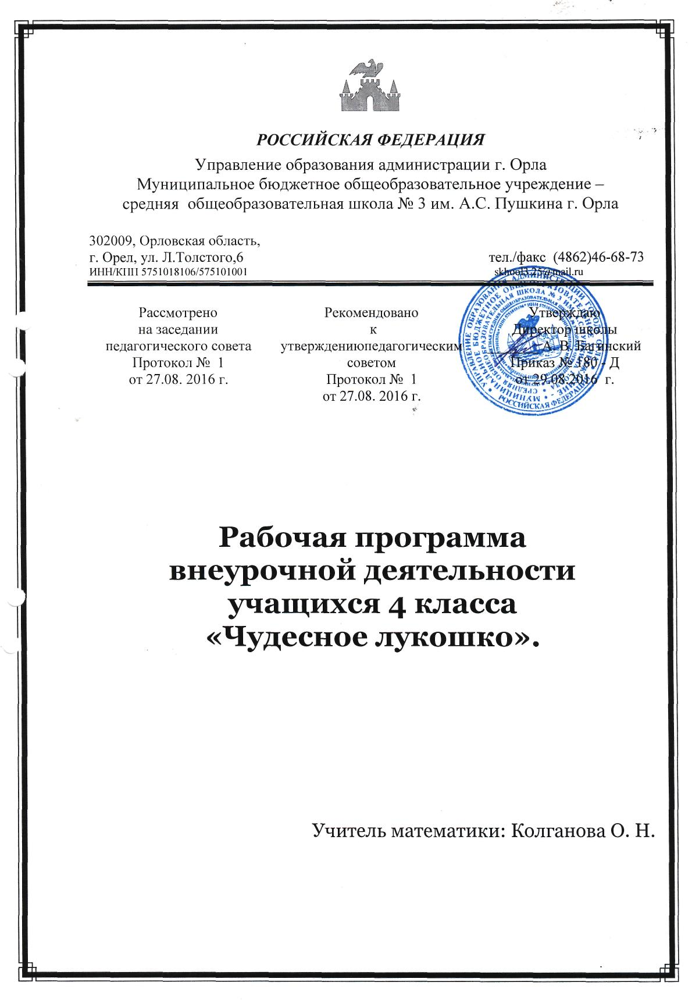 РОССИЙСКАЯ ФЕДЕРАЦИЯ
Управление образования администрации г. Орла
Муниципальное бюджетное общеобразовательное учреждение –
средняя общеобразовательная школа № 3 им. А.С. Пушкина г. Орла
302009, Орловская область,
г. Орел, ул. Л.Толстого,6 тел./факс (4862)46-68-73
ИНН/КПП 5751018106/575101001 skhool3.25@mail.ru
Рассмотрено
на заседании
педагогического совета
Протокол № 1
от 27.08. 2016 г.
Рекомендовано
к
утверждениюпедагогическим
советом
Протокол № 1
от 27.08. 2016 г.
Утверждаю
Директор школы
А. В. Багинский
Приказ № 180 - Д
от 29.08.2016 г.
РОССИЙСКАЯ ФЕДЕРАЦИЯ
Рабочая программа
внеурочной деятельности
учащихся 4 класса
«Чудесное лукошко».
Учитель математики: Колганова О. Н.